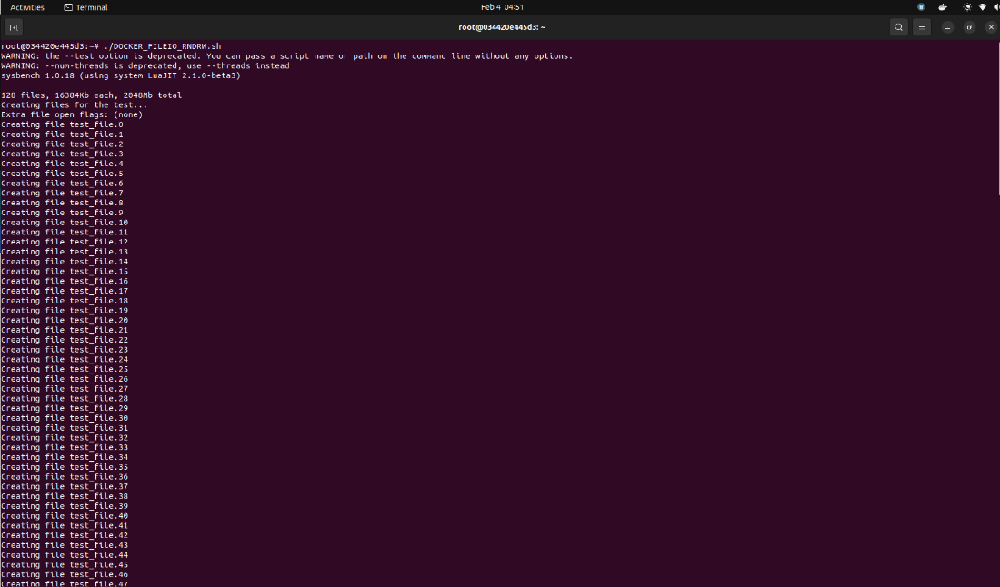 Activities
Terminal
Feb 4 04:51
root@034420e445d3: ~
root@034420e445d3:~# ./DOCKER_FILEIO_RNDRW.sh
WARNING: the --test option is deprecated. You can pass a script name or path on the command line without any options.
WARNING: --num-threads is deprecated, use --threads instead
sysbench 1.0.18 (using system LuaJIT 2.1.0-beta3)
128 files, 16384Kb each, 2048Mb total
Creating files for the test...
Extra file open flags: (none)
Creating file test_file.0
Creating file test_file.1
Creating file test_file.2
Creating file test_file.3
Creating file test_file.4
Creating file test_file.5
Creating file test_file.6
Creating file test_file.7
Creating file test_file.8
Creating file test_file.9
Creating file test_file.10
Creating file test_file.11
Creating file test_file.12
Creating file test_file.13
Creating file test_file.14
Creating file test_file.15
Creating file test_file.16
Creating file test_file.17
Creating file test_file.18
Creating file test_file.19
Creating file test_file.20
Creating file test_file.21
Creating file test_file.22
Creating file test_file.23
Creating file test_file.24
Creating file test_file.25
Creating file test_file.26
Creating file test_file.27
Creating file test_file.28
Creating file test_file.29
Creating file test_file.30
Creating file test_file.31
Creating file test_file.32
Creating file test_file.33
Creating file test_file.34
Creating file test_file.35
Creating file test_file.36
Creating file test_file.37
Creating file test_file.38
Creating file test_file.39
Creating file test_file.40
Creating file test_file.41
Creating file test_file.42
Creating file test_file.43
Creating file test_file.44
Creating file test_file.45
Creating file test_file.46
Creating file test_file.47